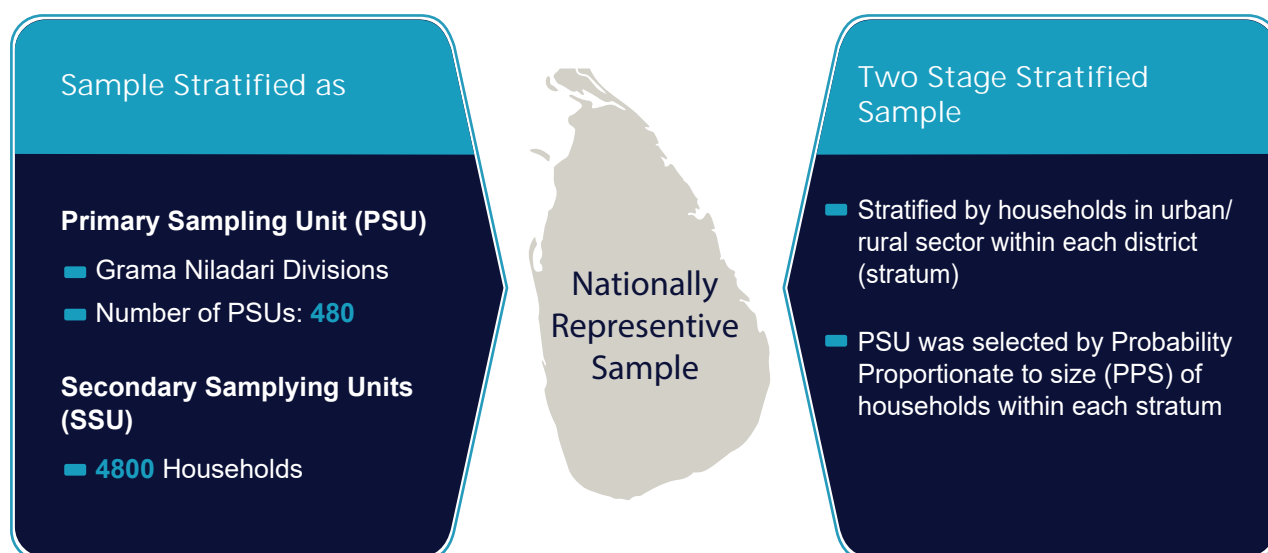 Sample Stratified as
Primary Sampling Unit (PSU)
Grama Niladari Divisions
Number of PSUs: 480
Secondary Samplying Units
(SSU)
4800 Households
Nationally
Representive
Sample
Two Stage Stratified
Sample
Stratified by households in urban/
rural sector within each district
(stratum)
PSU was selected by Probability
Proportionate to size (PPS) of
households within each stratum